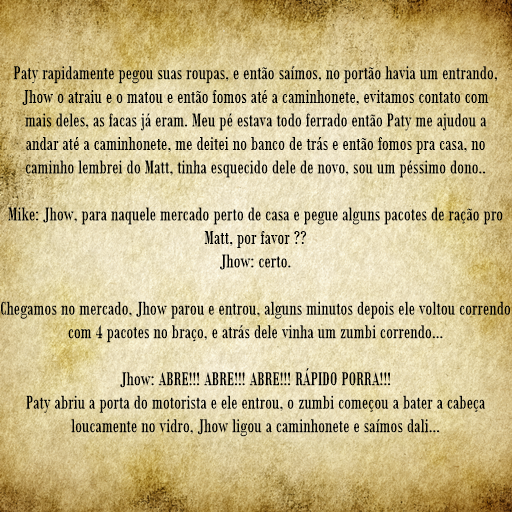 Paty rapidamente pegou suas roupas, e então saímos, no portão havia um entrando,
Jhow o atraiu e o matou e então fomos até a caminhonete, evitamos contato com
mais deles, as facas já eram. Meu pé estava todo ferrado então Paty me ajudou a
andar até a caminhonete, me deitei no banco de trás e então fomos pra casa, no
caminho lembrei do Matt, tinha esquecido dele de novo, sou um péssimo dono..
Mike: Jhow, para naquele mercado perto de casa e pegue alguns pacotes de ração pro
Matt, por favor ??
Jhow: certo.
Chegamos no mercado, Jhow parou e entrou, alguns minutos depois ele voltou correndo
com 4 pacotes no braço, e atrás dele vinha um zumbi correndo...
Jhow: ABRE!!! ABRE!!! ABRE!!! RÁPIDO PORRA!!!
Paty abriu a porta do motorista e ele entrou, o zumbi começou a bater a cabeça
loucamente no vidro, Jhow ligou a caminhonete e saímos dali...